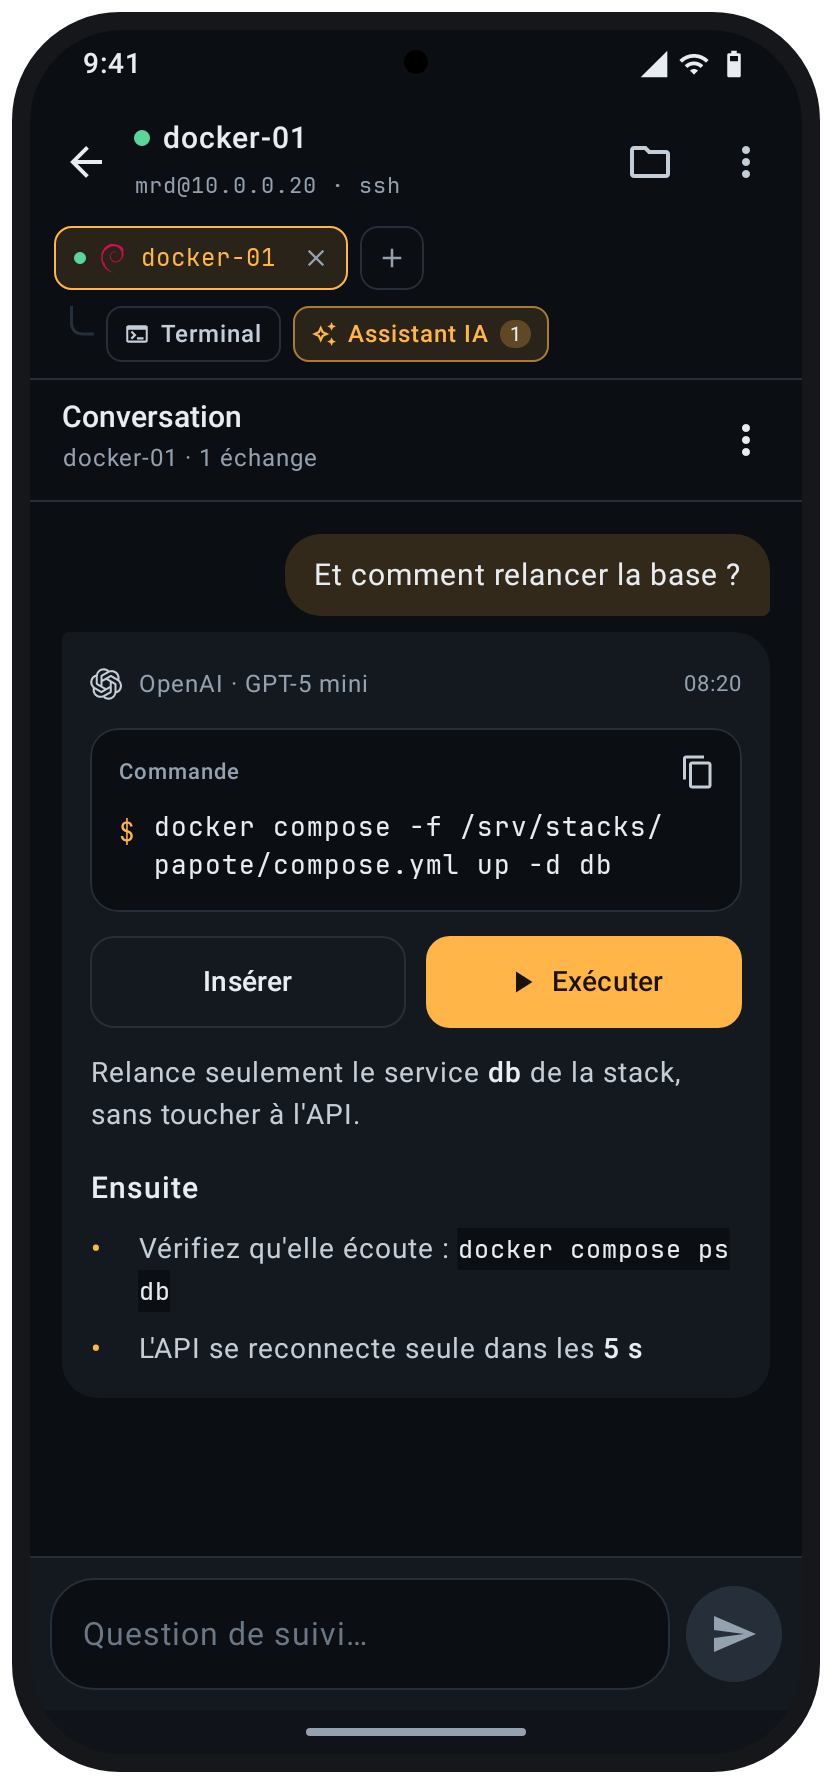 9:41
docker-01
mrd@10.0.0.20 · ssh
docker-01
Terminal
Assistant IA 1
Conversation
docker-01 · 1 échange
Et comment relancer la base ?
OpenAI · GPT-5 mini 08:20
Commande
$ docker compose -f /srv/stacks/
papote/compose.yml up -d db
Insérer
Exécuter
Relance seulement le service db de la stack,
sans toucher à l'API.
Ensuite
• Vérifiez qu'elle écoute : docker compose ps
db
• L'API se reconnecte seule dans les 5 s
Question de suivi…